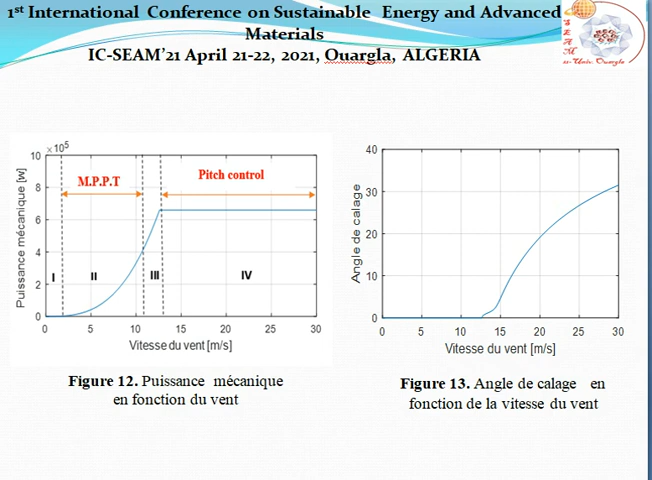 1st International Conference on Sustainable Energy and Advanced
Materials
IC-SEAM'21 April 21-22, 2021, Ouargla, ALGERIA
S E A M
21-Univ. Ouargla
×10⁵
10
8
6
4
2
0
Puissance mécanique [w]
M.P.P.T
Pitch control
I
II
III
IV
0 5 10 15 20 25 30
Vitesse du vent [m/s]
Figure 12. Puissance mécanique
en fonction du vent
40
30
20
10
0
Angle de calage
0 5 10 15 20 25 30
Vitesse du vent [m/s]
Figure 13. Angle de calage en
fonction de la vitesse du vent